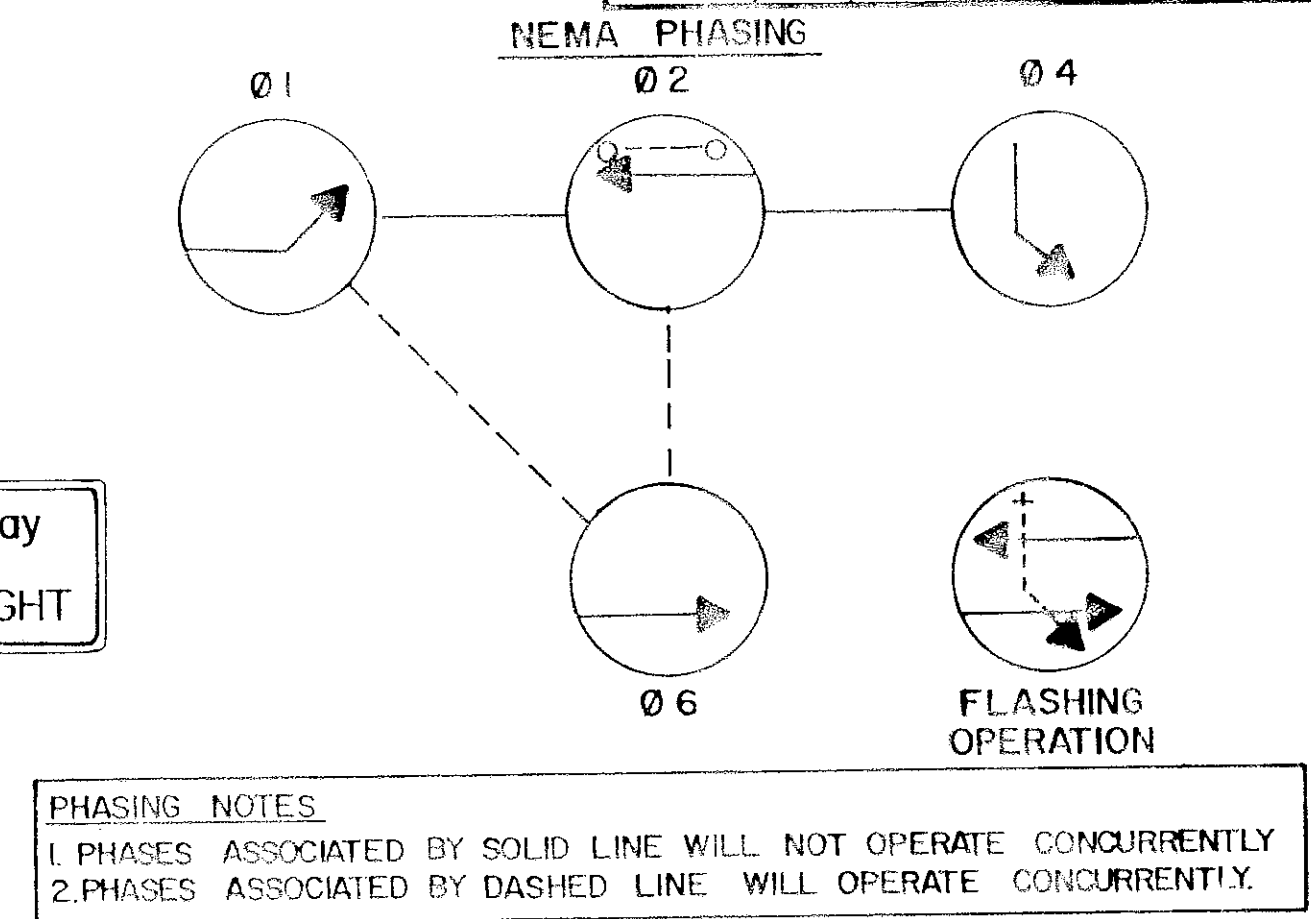 NEMA PHASING
Ø1
Ø2
Ø4
ay
GHT
Ø6
FLASHING
OPERATION
PHASING NOTES
1. PHASES ASSOCIATED BY SOLID LINE WILL NOT OPERATE CONCURRENTLY
2. PHASES ASSOCIATED BY DASHED LINE WILL OPERATE CONCURRENTLY.